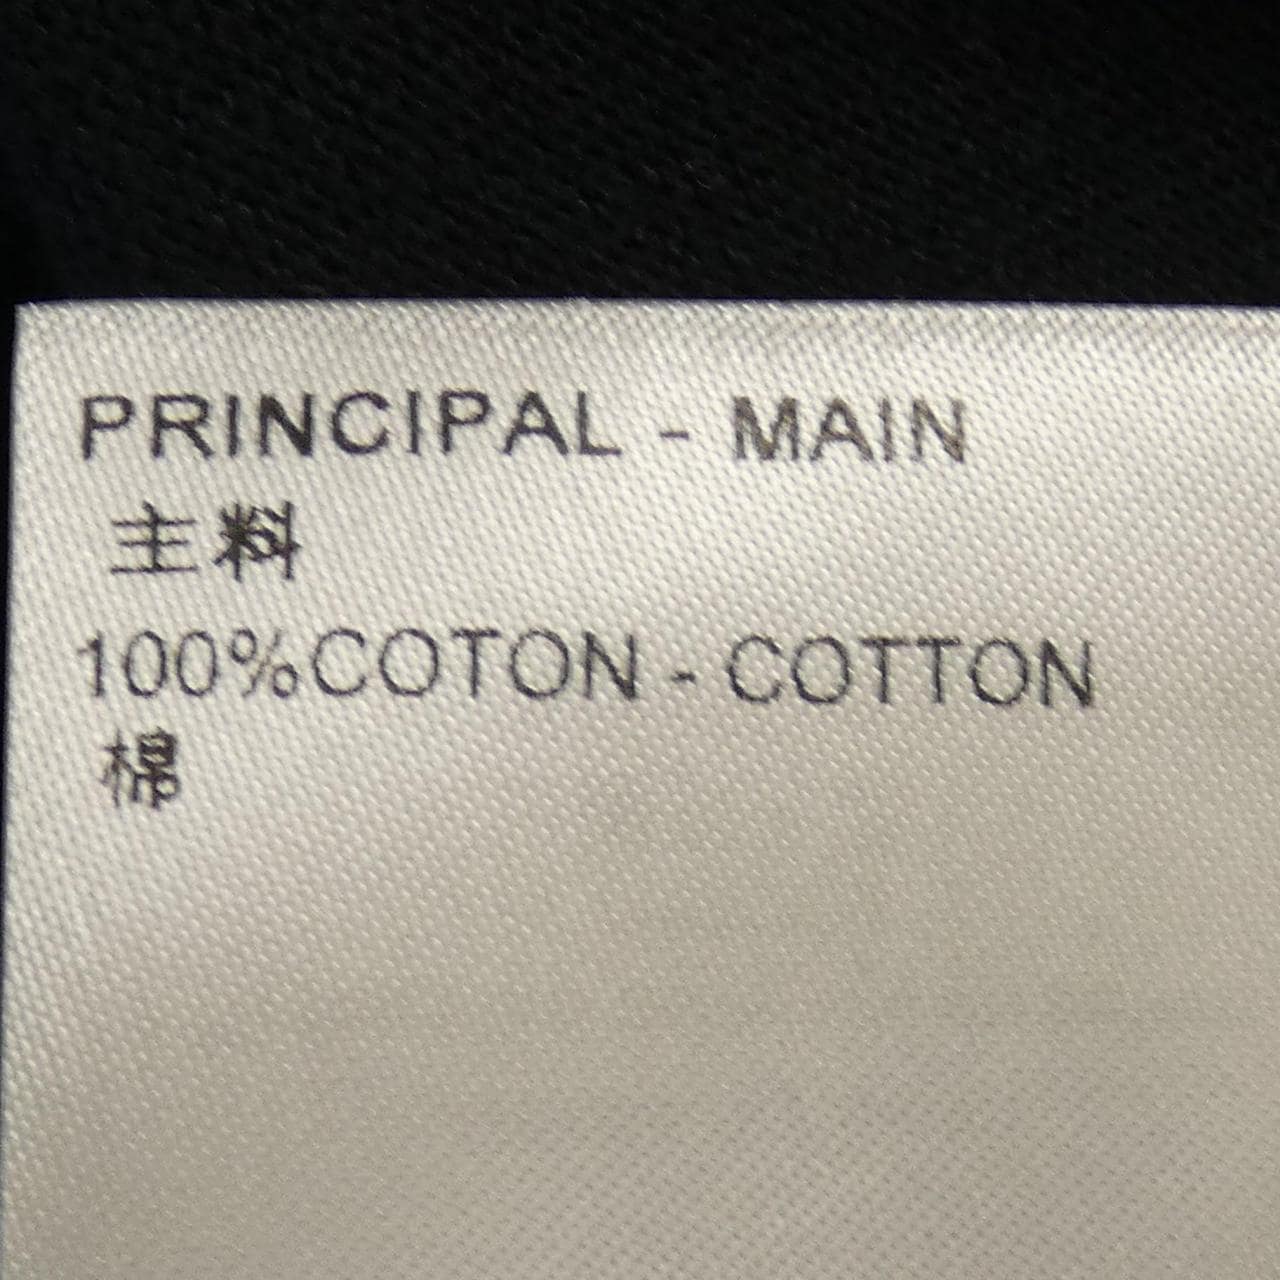 PRINCIPAL - MAIN
主料
100%COTON - COTTON
棉